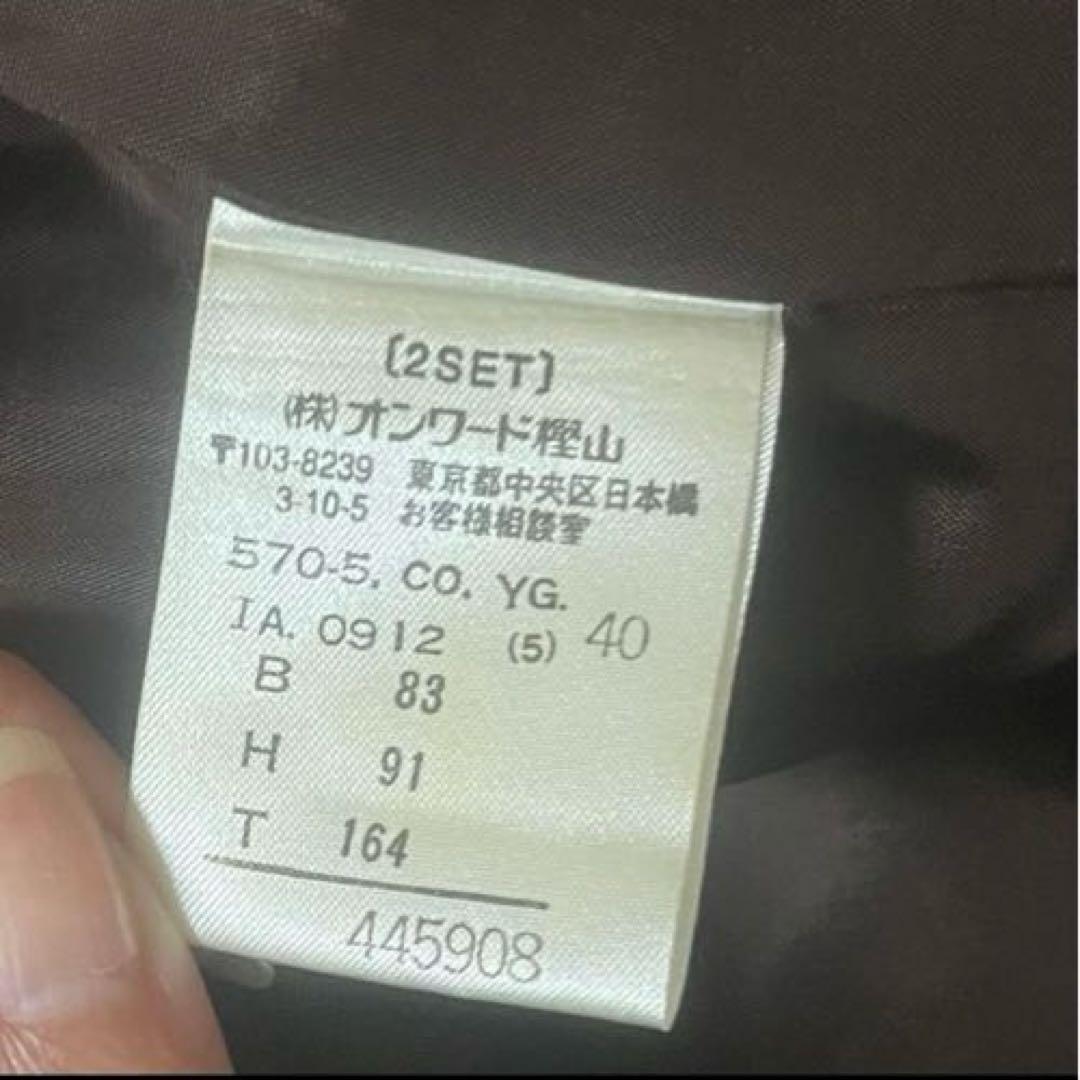 〔2SET〕
(株)オンワード樫山
〒103-8239 東京都中央区日本橋
3-10-5 お客様相談室
570-5. CO. YG.
IA. 0912 (5) 40
B 83
H 91
T 164
445908